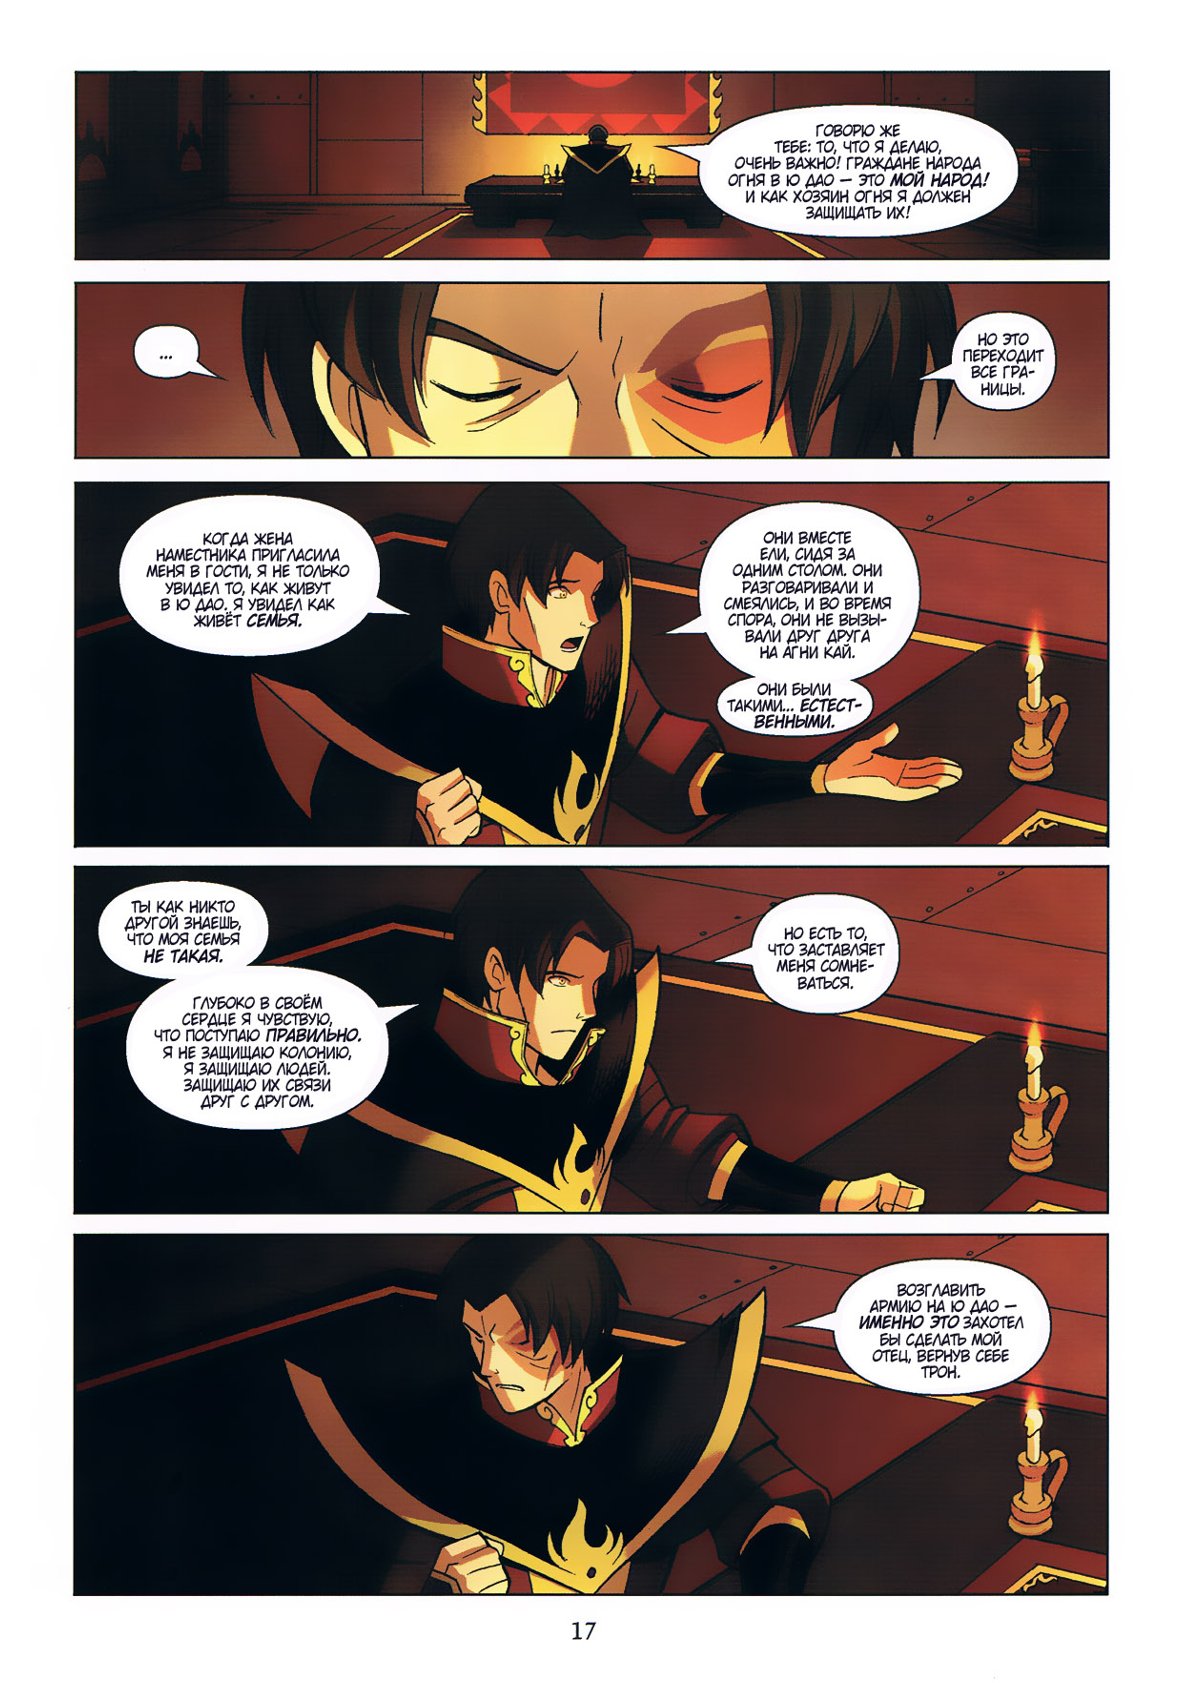 ГОВОРЮ ЖЕ
ТЕБЕ: ТО, ЧТО Я ДЕЛАЮ,
ОЧЕНЬ ВАЖНО! ГРАЖДАНЕ НАРОДА
ОГНЯ В Ю ДАО — ЭТО МОЙ НАРОД!
И КАК ХОЗЯИН ОГНЯ Я ДОЛЖЕН
ЗАЩИЩАТЬ ИХ!
...
НО ЭТО
ПЕРЕХОДИТ
ВСЕ ГРА-
НИЦЫ.
КОГДА ЖЕНА
НАМЕСТНИКА ПРИГЛАСИЛА
МЕНЯ В ГОСТИ, Я НЕ ТОЛЬКО
УВИДЕЛ ТО, КАК ЖИВУТ
В Ю ДАО. Я УВИДЕЛ КАК
ЖИВЁТ СЕМЬЯ.
ОНИ ВМЕСТЕ
ЕЛИ, СИДЯ ЗА
ОДНИМ СТОЛОМ. ОНИ
РАЗГОВАРИВАЛИ И
СМЕЯЛИСЬ, И ВО ВРЕМЯ
СПОРА, ОНИ НЕ ВЫЗЫ-
ВАЛИ ДРУГ ДРУГА
НА АГНИ КАЙ.
ОНИ БЫЛИ
ТАКИМИ... ЕСТЕСТ-
ВЕННЫМИ.
ТЫ КАК НИКТО
ДРУГОЙ ЗНАЕШЬ,
ЧТО МОЯ СЕМЬЯ
НЕ ТАКАЯ.
ГЛУБОКО В СВОЁМ
СЕРДЦЕ Я ЧУВСТВУЮ,
ЧТО ПОСТУПАЮ ПРАВИЛЬНО.
Я НЕ ЗАЩИЩАЮ КОЛОНИЮ,
Я ЗАЩИЩАЮ ЛЮДЕЙ.
ЗАЩИЩАЮ ИХ СВЯЗИ
ДРУГ С ДРУГОМ.
НО ЕСТЬ ТО,
ЧТО ЗАСТАВЛЯЕТ
МЕНЯ СОМНЕ-
ВАТЬСЯ.
ВОЗГЛАВИТЬ
АРМИЮ НА Ю ДАО —
ИМЕННО ЭТО ЗАХОТЕЛ
БЫ СДЕЛАТЬ МОЙ
ОТЕЦ, ВЕРНУВ СЕБЕ
ТРОН.
17